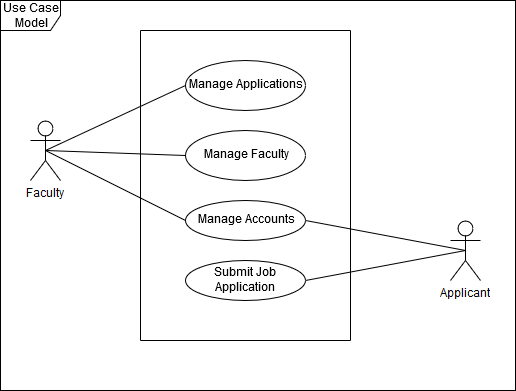 Use Case
Model
Manage Applications
Manage Faculty
Faculty
Manage Accounts
Submit Job
Application
Applicant